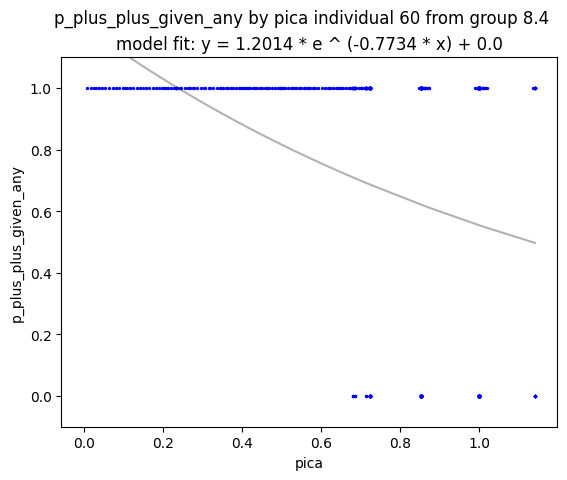 p_plus_plus_given_any by pica individual 60 from group 8.4
model fit: y = 1.2014 * e ^ (-0.7734 * x) + 0.0
1.0
0.8
0.6
0.4
0.2
0.0
p_plus_plus_given_any
0.0 0.2 0.4 0.6 0.8 1.0
pica